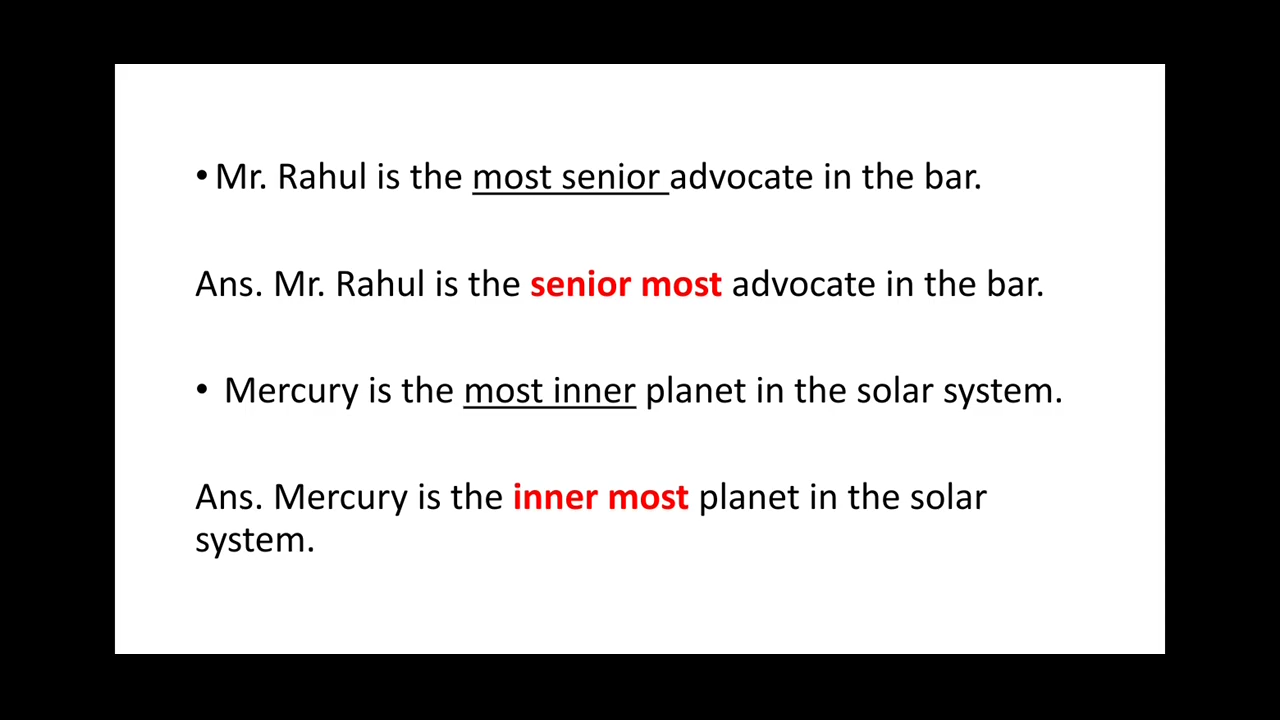 • Mr. Rahul is the most senior advocate in the bar.
Ans. Mr. Rahul is the senior most advocate in the bar.
• Mercury is the most inner planet in the solar system.
Ans. Mercury is the inner most planet in the solar
system.